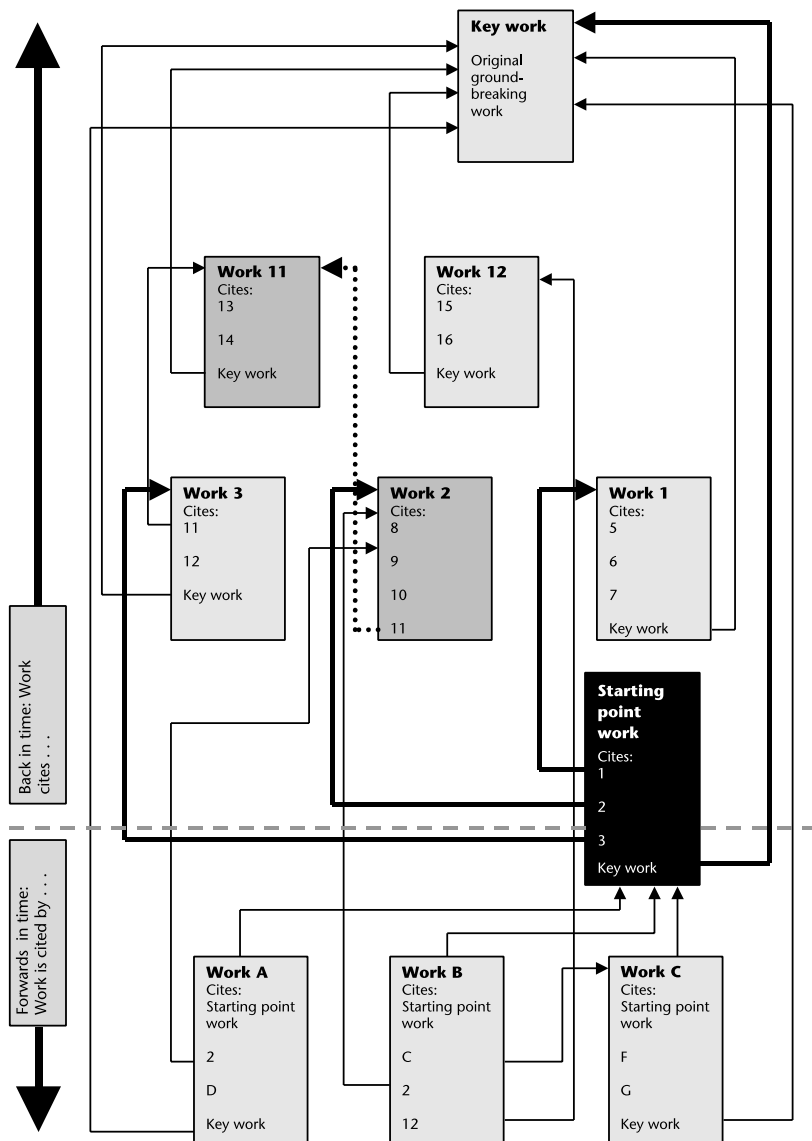 Key work
Original
ground-
breaking
work
Work 11
Cites:
13
14
Key work
Work 12
Cites:
15
16
Key work
Work 3
Cites:
11
12
Key work
Work 2
Cites:
8
9
10
11
Work 1
Cites:
5
6
7
Key work
Back in time: Work
cites . . .
Starting
point
work
Cites:
1
2
3
Key work
Forwards in time:
Work is cited by . . .
Work A
Cites:
Starting point
work
2
D
Key work
Work B
Cites:
Starting point
work
C
2
12
Work C
Cites:
Starting point
work
F
G
Key work